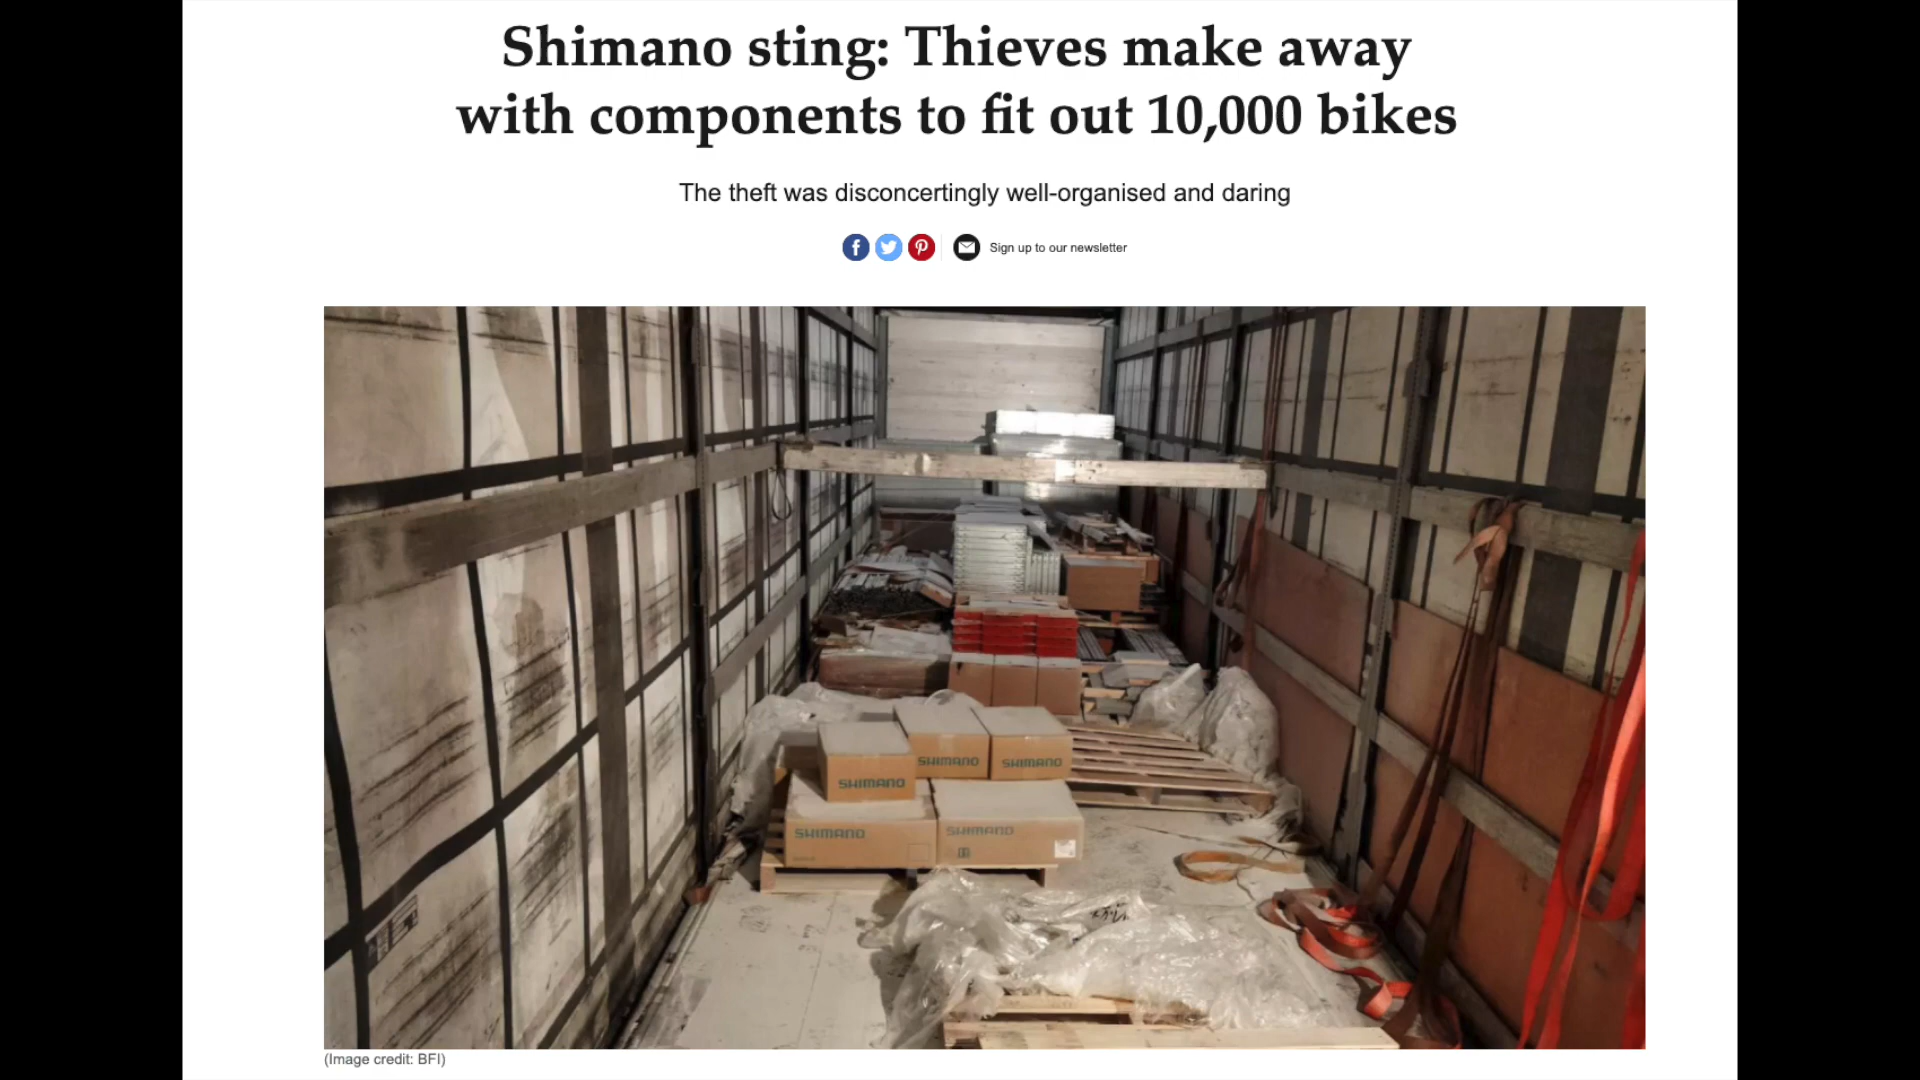 Shimano sting: Thieves make away
with components to fit out 10,000 bikes
The theft was disconcertingly well-organised and daring
Sign up to our newsletter
SHIMANO
SHIMANO
SHIMANO
SHIMANO
SHIMANO
(Image credit: BFI)